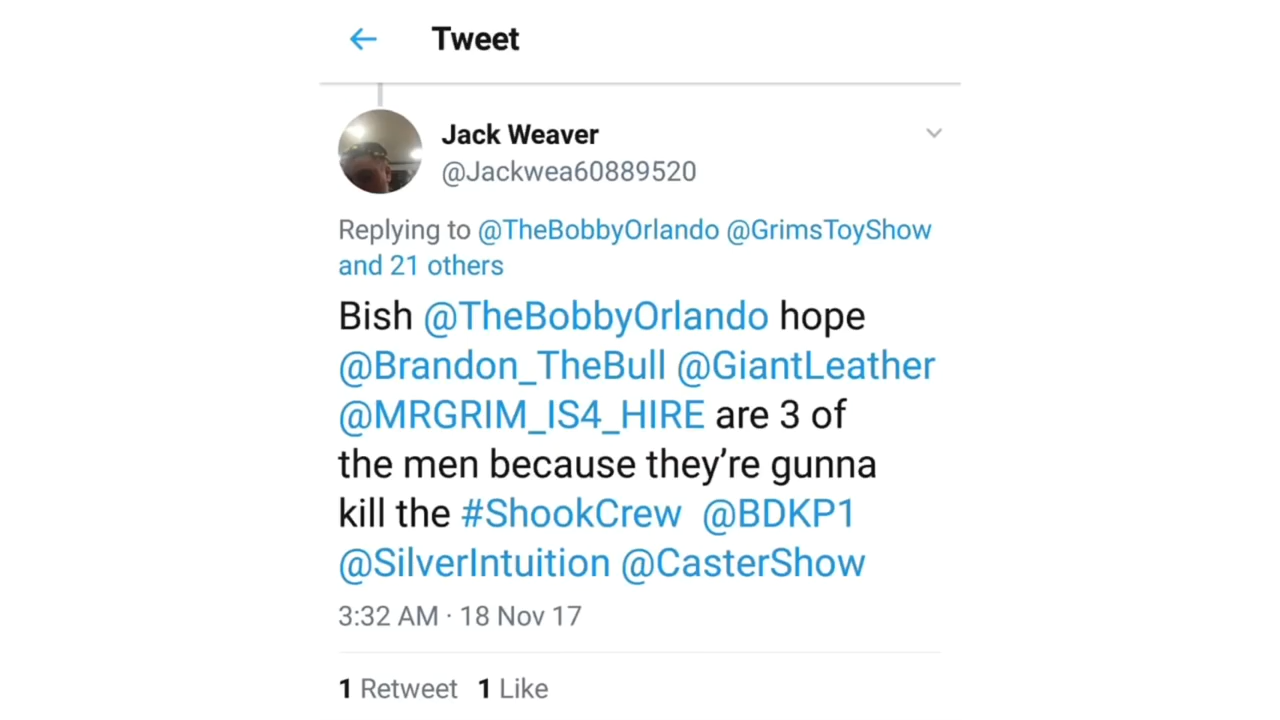 Tweet
Jack Weaver
@Jackwea60889520
Replying to @TheBobbyOrlando @GrimsToyShow
and 21 others
Bish @TheBobbyOrlando hope
@Brandon_TheBull @GiantLeather
@MRGRIM_IS4_HIRE are 3 of
the men because they’re gunna
kill the #ShookCrew @BDKP1
@SilverIntuition @CasterShow
3:32 AM · 18 Nov 17
1 Retweet 1 Like